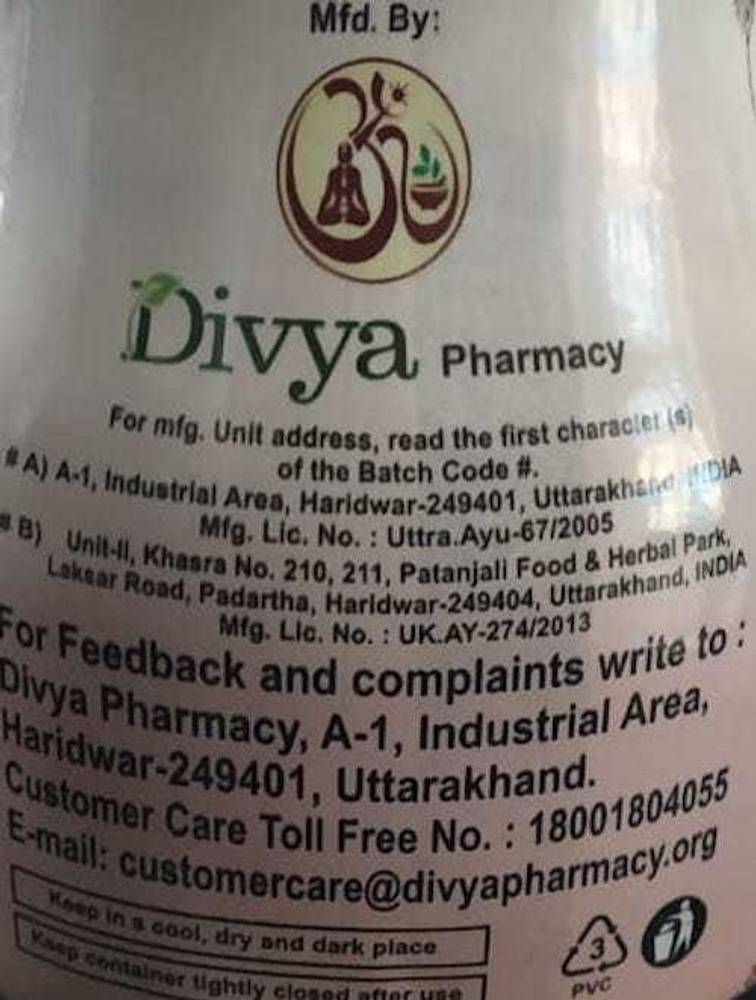 Mfd. By:
Divya Pharmacy
For mfg. Unit address, read the first character (s)
of the Batch Code #.
# A) A-1, Industrial Area, Haridwar-249401, Uttarakhand INDIA
Mfg. Lic. No. : Uttra.Ayu-67/2005
# B) Unit-II, Khasra No. 210, 211, Patanjali Food & Herbal Park,
Laksar Road, Padartha, Haridwar-249404, Uttarakhand, INDIA
Mfg. Lic. No. : UK.AY-274/2013
For Feedback and complaints write to :
Divya Pharmacy, A-1, Industrial Area,
Haridwar-249401, Uttarakhand.
Customer Care Toll Free No. : 18001804055
E-mail: customercare@divyapharmacy.org
Keep in a cool, dry and dark place
Keep container tightly closed after use
3
PVC